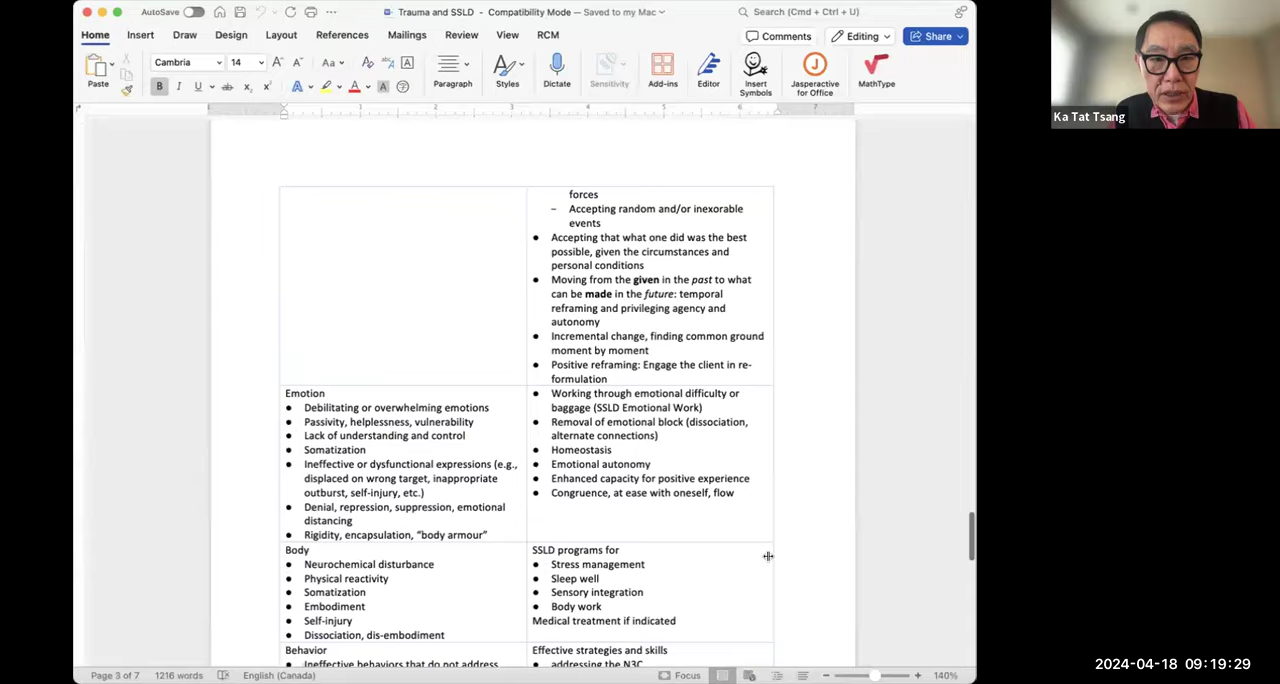 AutoSave
Trauma and SSLD - Compatibility Mode — Saved to my Mac
Search (Cmd + Ctrl + U)
Home Insert Draw Design Layout References Mailings Review View RCM
Comments Editing Share
Paste
Cambria 14
Paragraph Styles Dictate Sensitivity Add-ins Editor Insert Symbols Jasperactive for Office MathType
Ka Tat Tsang
forces
– Accepting random and/or inexorable
events
● Accepting that what one did was the best
possible, given the circumstances and
personal conditions
● Moving from the given in the past to what
can be made in the future: temporal
reframing and privileging agency and
autonomy
● Incremental change, finding common ground
moment by moment
● Positive reframing: Engage the client in re-
formulation
Emotion
● Debilitating or overwhelming emotions
● Passivity, helplessness, vulnerability
● Lack of understanding and control
● Somatization
● Ineffective or dysfunctional expressions (e.g.,
displaced on wrong target, inappropriate
outburst, self-injury, etc.)
● Denial, repression, suppression, emotional
distancing
● Rigidity, encapsulation, “body armour”
● Working through emotional difficulty or
baggage (SSLD Emotional Work)
● Removal of emotional block (dissociation,
alternate connections)
● Homeostasis
● Emotional autonomy
● Enhanced capacity for positive experience
● Congruence, at ease with oneself, flow
Body
● Neurochemical disturbance
● Physical reactivity
● Somatization
● Embodiment
● Self-injury
● Dissociation, dis-embodiment
SSLD programs for
● Stress management
● Sleep well
● Sensory integration
● Body work
Medical treatment if indicated
Behavior
● Ineffective behaviors that do not address
Effective strategies and skills
● addressing the N3C
Page 3 of 7 1216 words English (Canada) Focus 140%
2024-04-18 09:19:29